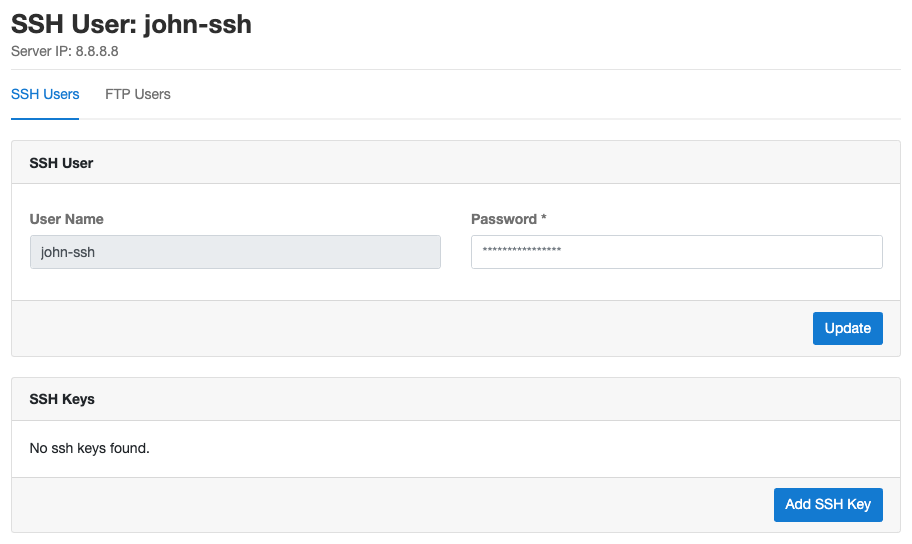 SSH User: john-ssh
Server IP: 8.8.8.8
SSH Users FTP Users
SSH User
User Name Password *
john-ssh ****************
Update
SSH Keys
No ssh keys found.
Add SSH Key